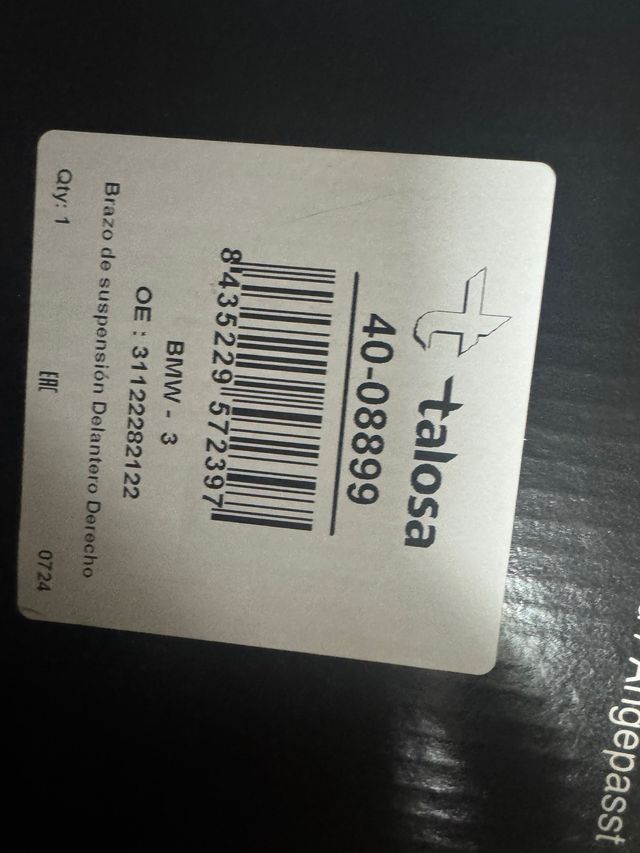 talosa
40-08899
8 435229 572397
BMW - 3
OE : 31122282122
Brazo de suspensión Delantero Derecho
Qty: 1
EAC
0724
Angepasst